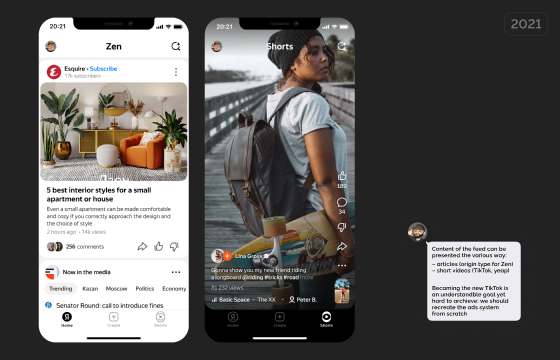 2021
20:21
Zen
Esquire • Subscribe
17k subscribers
5 best interior styles for a small
apartment or house
Even a small apartment can be made comfortable
and cozy if you correctly approach the design and
the choice of style
2 hours ago · 14k views
256 comments
Now in the media
Trending
Kazan
Moscow
Politics
Economy
Senator Round: call to introduce fines
Home
Create
Shorts
20:21
Shorts
189
34
Lina Gross
Gonna show you my new friend riding
a longboard @riding #tricks #road more
81 232 views
Basic Space – The XX
Peter B.
Home
Create
Shorts
Content of the feed can be
presented the various way:
– articles (origin type for Zen)
– short videos (TikTok, yeap)
Becoming the new TikTok is
an understandble goal yet
hard to archieve: we should
recreate the ads system
from scratch